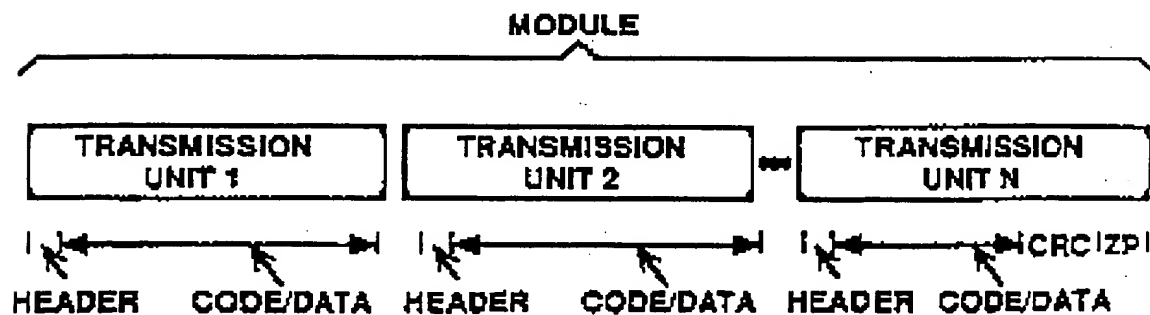 MODULE
TRANSMISSION UNIT 1
TRANSMISSION UNIT 2
TRANSMISSION UNIT N
CRC ZP
HEADER CODE/DATA HEADER CODE/DATA HEADER CODE/DATA